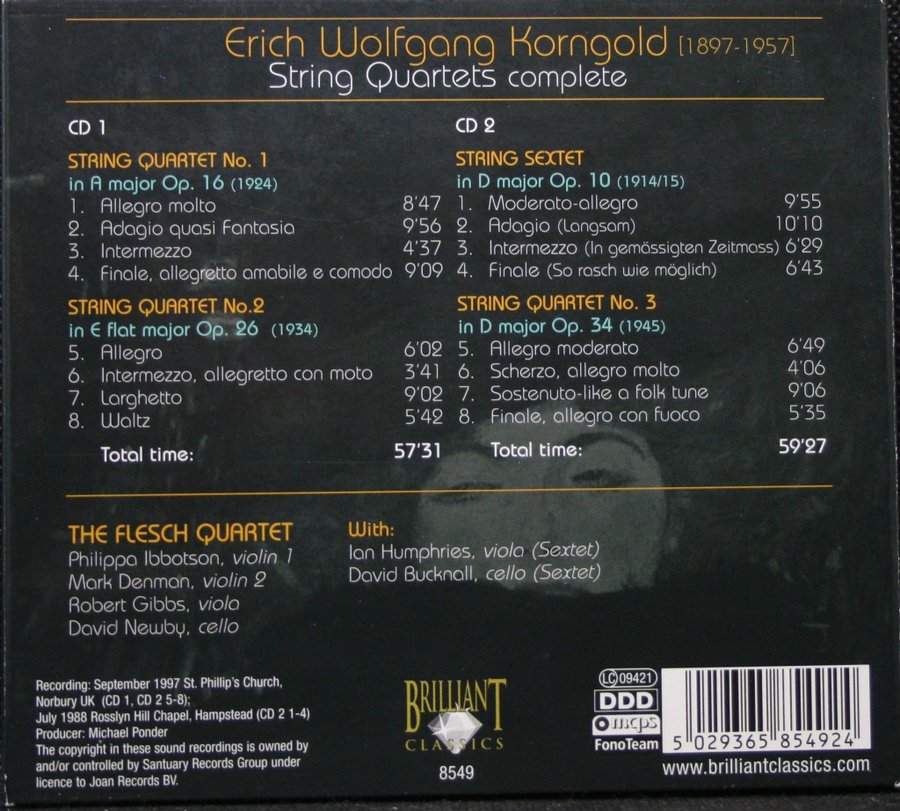 Erich Wolfgang Korngold [1897-1957]
String Quartets complete
CD 1
STRING QUARTET No. 1
in A major Op. 16 (1924)
1. Allegro molto 8'47
2. Adagio quasi Fantasia 9'56
3. Intermezzo 4'37
4. Finale, allegretto amabile e comodo 9'09
STRING QUARTET No.2
in E flat major Op. 26 (1934)
5. Allegro 6'02
6. Intermezzo, allegretto con moto 3'41
7. Larghetto 9'02
8. Waltz 5'42
Total time: 57'31
CD 2
STRING SEXTET
in D major Op. 10 (1914/15)
1. Moderato-allegro 9'55
2. Adagio (Langsam) 10'10
3. Intermezzo (In gemässigten Zeitmass) 6'29
4. Finale (So rasch wie möglich) 6'43
STRING QUARTET No. 3
in D major Op. 34 (1945)
5. Allegro moderato 6'49
6. Scherzo, allegro molto 4'06
7. Sostenuto-like a folk tune 9'06
8. Finale, allegro con fuoco 5'35
Total time: 59'27
THE FLESCH QUARTET
Philippa Ibbotson, violin 1
Mark Denman, violin 2
Robert Gibbs, viola
David Newby, cello
With:
Ian Humphries, viola (Sextet)
David Bucknall, cello (Sextet)
Recording: September 1997 St. Phillip's Church,
Norbury UK (CD 1, CD 2 5-8);
July 1988 Rosslyn Hill Chapel, Hampstead (CD 2 1-4)
Producer: Michael Ponder
The copyright in these sound recordings is owned by
and/or controlled by Santuary Records Group under
licence to Joan Records BV.
BRILLIANT
CLASSICS
8549
LC 09421
DDD
mcps
FonoTeam
5 029365 854924
www.brilliantclassics.com